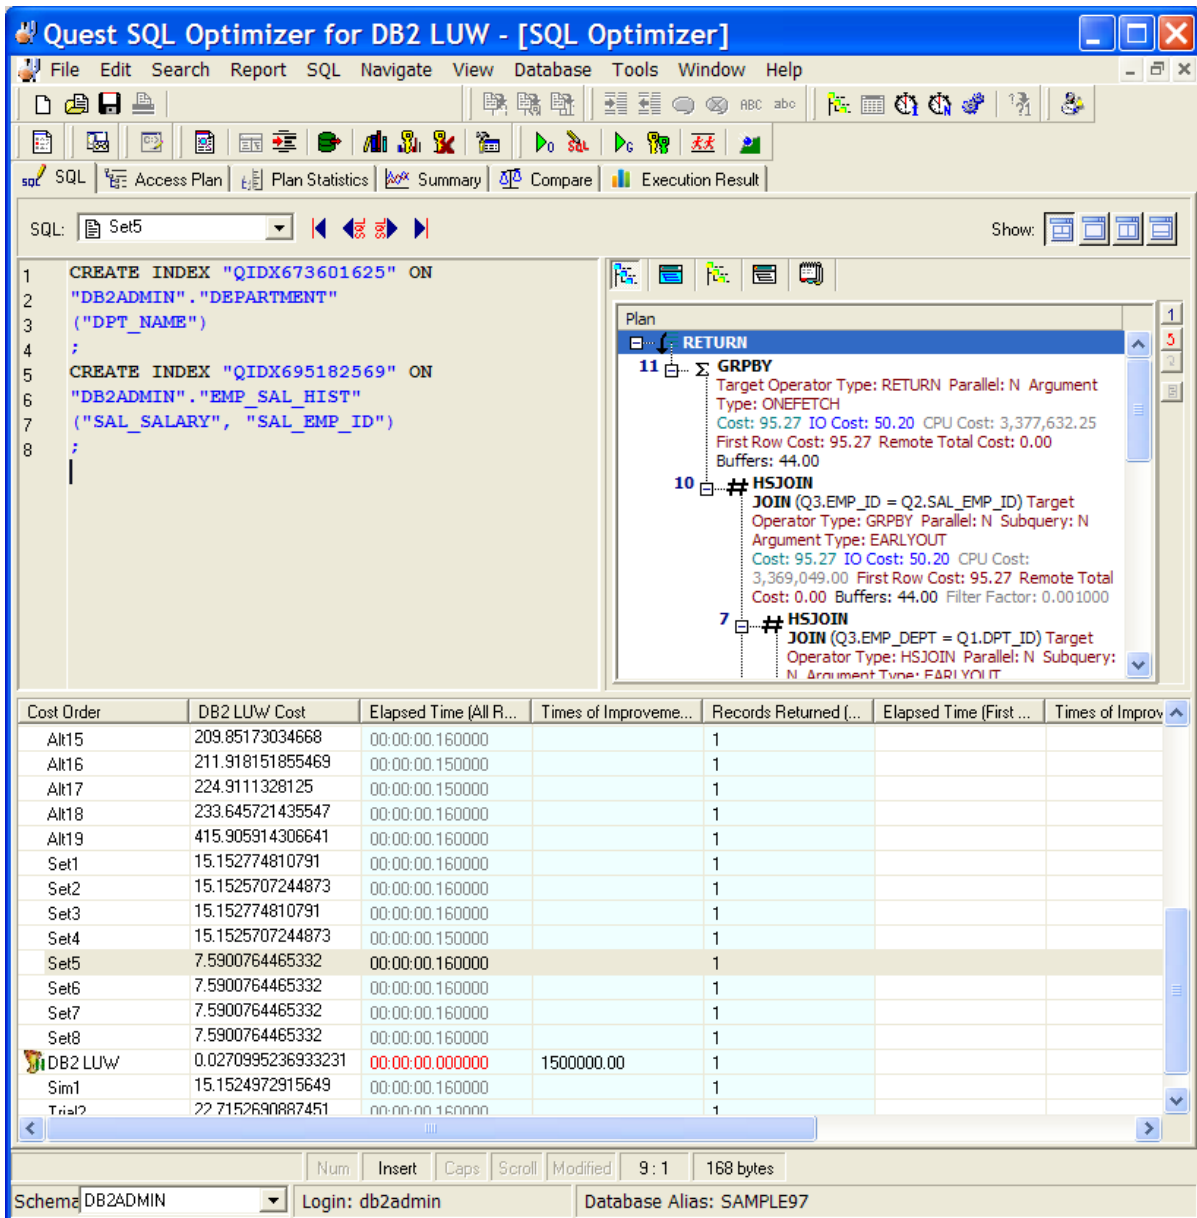 Quest SQL Optimizer for DB2 LUW - [SQL Optimizer]
File Edit Search Report SQL Navigate View Database Tools Window Help
SQL Access Plan Plan Statistics Summary Compare Execution Result
SQL: Set5 Show:
1 CREATE INDEX "QIDX673601625" ON
2 "DB2ADMIN"."DEPARTMENT"
3 ("DPT_NAME")
4 ;
5 CREATE INDEX "QIDX695182569" ON
6 "DB2ADMIN"."EMP_SAL_HIST"
7 ("SAL_SALARY", "SAL_EMP_ID")
8 ;
Plan
RETURN
11 GRPBY
Target Operator Type: RETURN Parallel: N Argument
Type: ONEFETCH
Cost: 95.27 IO Cost: 50.20 CPU Cost: 3,377,632.25
First Row Cost: 95.27 Remote Total Cost: 0.00
Buffers: 44.00
10 HSJOIN
JOIN (Q3.EMP_ID = Q2.SAL_EMP_ID) Target
Operator Type: GRPBY Parallel: N Subquery: N
Argument Type: EARLYOUT
Cost: 95.27 IO Cost: 50.20 CPU Cost:
3,369,049.00 First Row Cost: 95.27 Remote Total
Cost: 0.00 Buffers: 44.00 Filter Factor: 0.001000
7 HSJOIN
JOIN (Q3.EMP_DEPT = Q1.DPT_ID) Target
Operator Type: HSJOIN Parallel: N Subquery:
N Argument Type: EARLYOUT
Cost Order DB2 LUW Cost Elapsed Time (All R... Times of Improveme... Records Returned (... Elapsed Time (First ... Times of Improv
Alt15 209.85173034668 00:00:00.160000 1
Alt16 211.918151855469 00:00:00.150000 1
Alt17 224.9111328125 00:00:00.150000 1
Alt18 233.645721435547 00:00:00.160000 1
Alt19 415.905914306641 00:00:00.160000 1
Set1 15.152774810791 00:00:00.160000 1
Set2 15.1525707244873 00:00:00.160000 1
Set3 15.152774810791 00:00:00.160000 1
Set4 15.1525707244873 00:00:00.150000 1
Set5 7.5900764465332 00:00:00.160000 1
Set6 7.5900764465332 00:00:00.160000 1
Set7 7.5900764465332 00:00:00.160000 1
Set8 7.5900764465332 00:00:00.160000 1
DB2 LUW 0.0270995236933231 00:00:00.000000 1500000.00 1
Sim1 15.1524972915649 00:00:00.160000 1
Trial2 22.7152690887451 00:00:00.160000 1
Num Insert Caps Scroll Modified 9 : 1 168 bytes
Schema DB2ADMIN Login: db2admin Database Alias: SAMPLE97